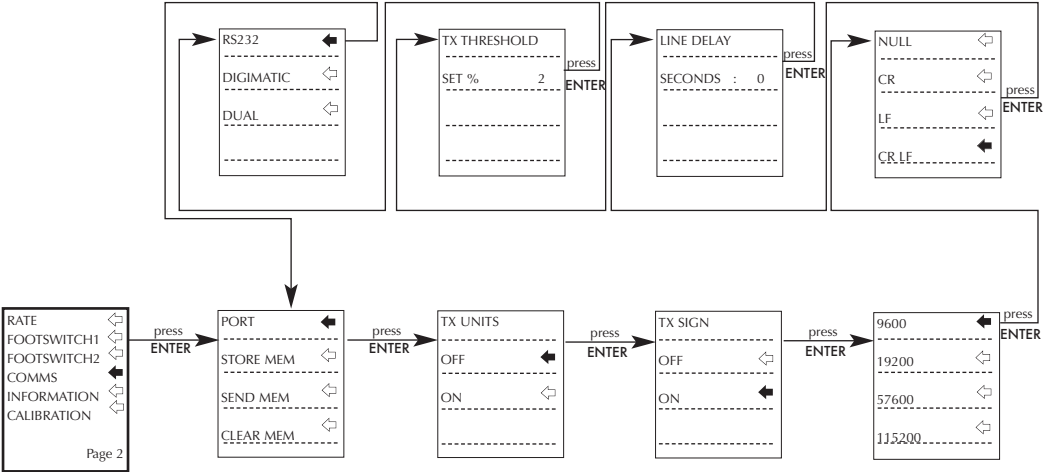 RS232
DIGIMATIC
DUAL
TX THRESHOLD
SET % 2
press
ENTER
LINE DELAY
SECONDS : 0
press
ENTER
NULL
CR
LF
CR LF
press
ENTER
RATE
FOOTSWITCH1
FOOTSWITCH2
COMMS
INFORMATION
CALIBRATION
Page 2
press
ENTER
PORT
STORE MEM
SEND MEM
CLEAR MEM
press
ENTER
TX UNITS
OFF
ON
press
ENTER
TX SIGN
OFF
ON
press
ENTER
9600
19200
57600
115200
press
ENTER